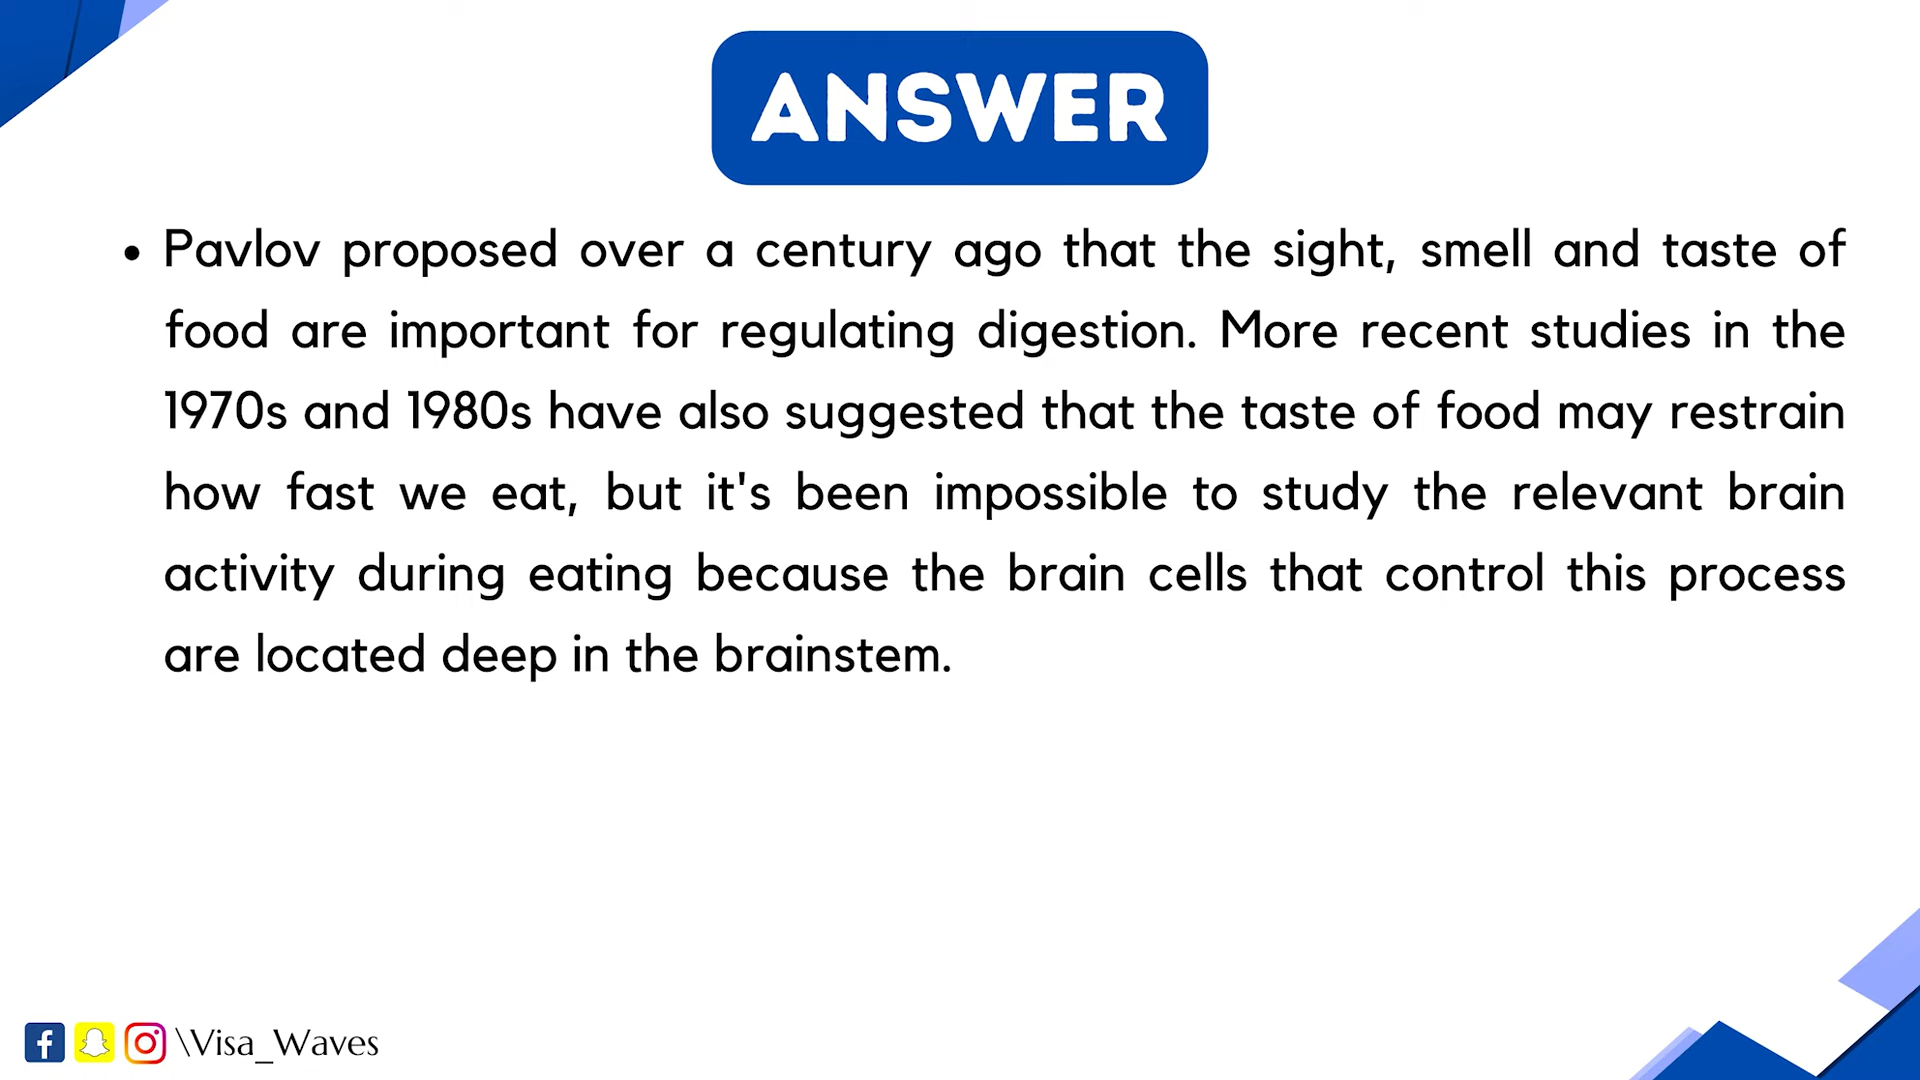 ANSWER
• Pavlov proposed over a century ago that the sight, smell and taste of
food are important for regulating digestion. More recent studies in the
1970s and 1980s have also suggested that the taste of food may restrain
how fast we eat, but it's been impossible to study the relevant brain
activity during eating because the brain cells that control this process
are located deep in the brainstem.
\Visa_Waves